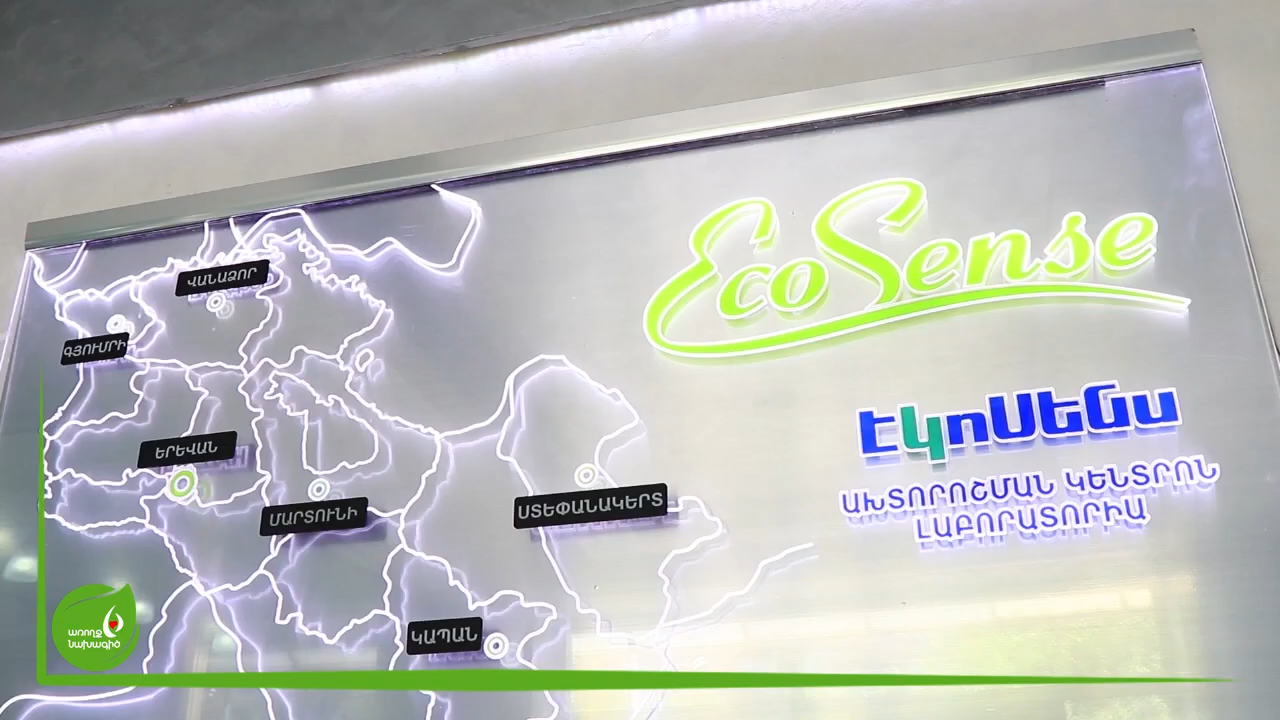 EcoSense
ԷկոՍենս
ԱԽՏՈՐՈՇՄԱՆ ԿԵՆՏՐՈՆ
ԼԱԲՈՐԱՏՈՐԻԱ
ՎԱՆԱՁՈՐ
ԳՅՈՒՄՐԻ
ԵՐԵՎԱՆ
ՄԱՐՏՈՒՆԻ
ՍՏԵՓԱՆԱԿԵՐՏ
ԿԱՊԱՆ
առողջ
նախագիծ